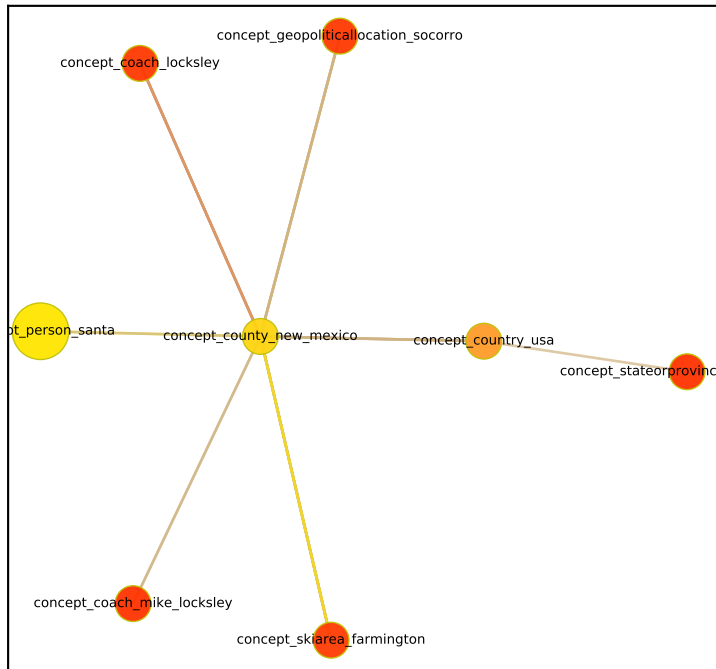 concept_geopoliticallocation_socorro
concept_coach_locksley
pt_person_santa
concept_county_new_mexico
concept_country_usa
concept_stateorprovinc
concept_coach_mike_locksley
concept_skiarea_farmington